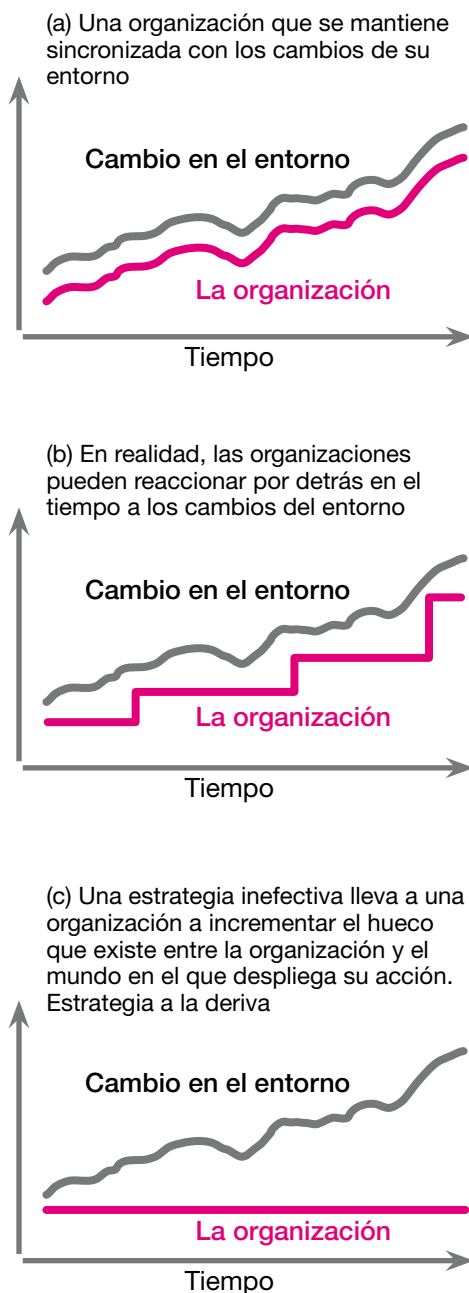 (a) Una organización que se mantiene
sincronizada con los cambios de su
entorno
Cambio en el entorno
La organización
Tiempo
(b) En realidad, las organizaciones
pueden reaccionar por detrás en el
tiempo a los cambios del entorno
Cambio en el entorno
La organización
Tiempo
(c) Una estrategia inefectiva lleva a una
organización a incrementar el hueco
que existe entre la organización y el
mundo en el que despliega su acción.
Estrategia a la deriva
Cambio en el entorno
La organización
Tiempo